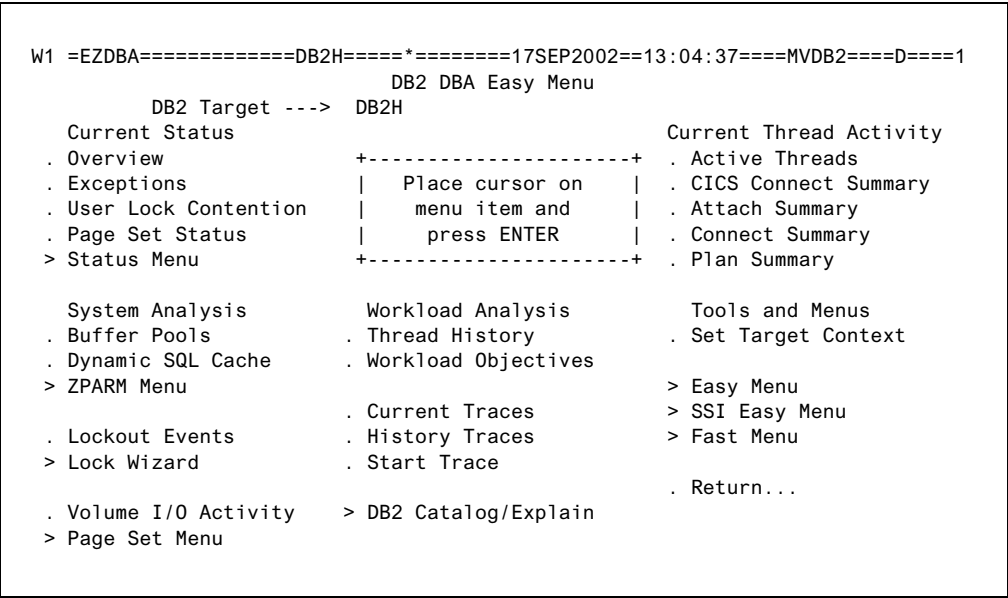 W1 =EZDBA=============DB2H=====*========17SEP2002==13:04:37====MVDB2====D====1
                              DB2 DBA Easy Menu
          DB2 Target --->  DB2H
   Current Status                                    Current Thread Activity
 . Overview                +----------------------+  . Active Threads
 . Exceptions              |   Place cursor on    |  . CICS Connect Summary
 . User Lock Contention    |    menu item and     |  . Attach Summary
 . Page Set Status         |     press ENTER      |  . Connect Summary
 > Status Menu             +----------------------+  . Plan Summary

   System Analysis          Workload Analysis          Tools and Menus
 . Buffer Pools           . Thread History           . Set Target Context
 . Dynamic SQL Cache      . Workload Objectives
 > ZPARM Menu                                        > Easy Menu
                          . Current Traces           > SSI Easy Menu
 . Lockout Events         . History Traces           > Fast Menu
 > Lock Wizard            . Start Trace
                                                     . Return...
 . Volume I/O Activity    > DB2 Catalog/Explain
 > Page Set Menu